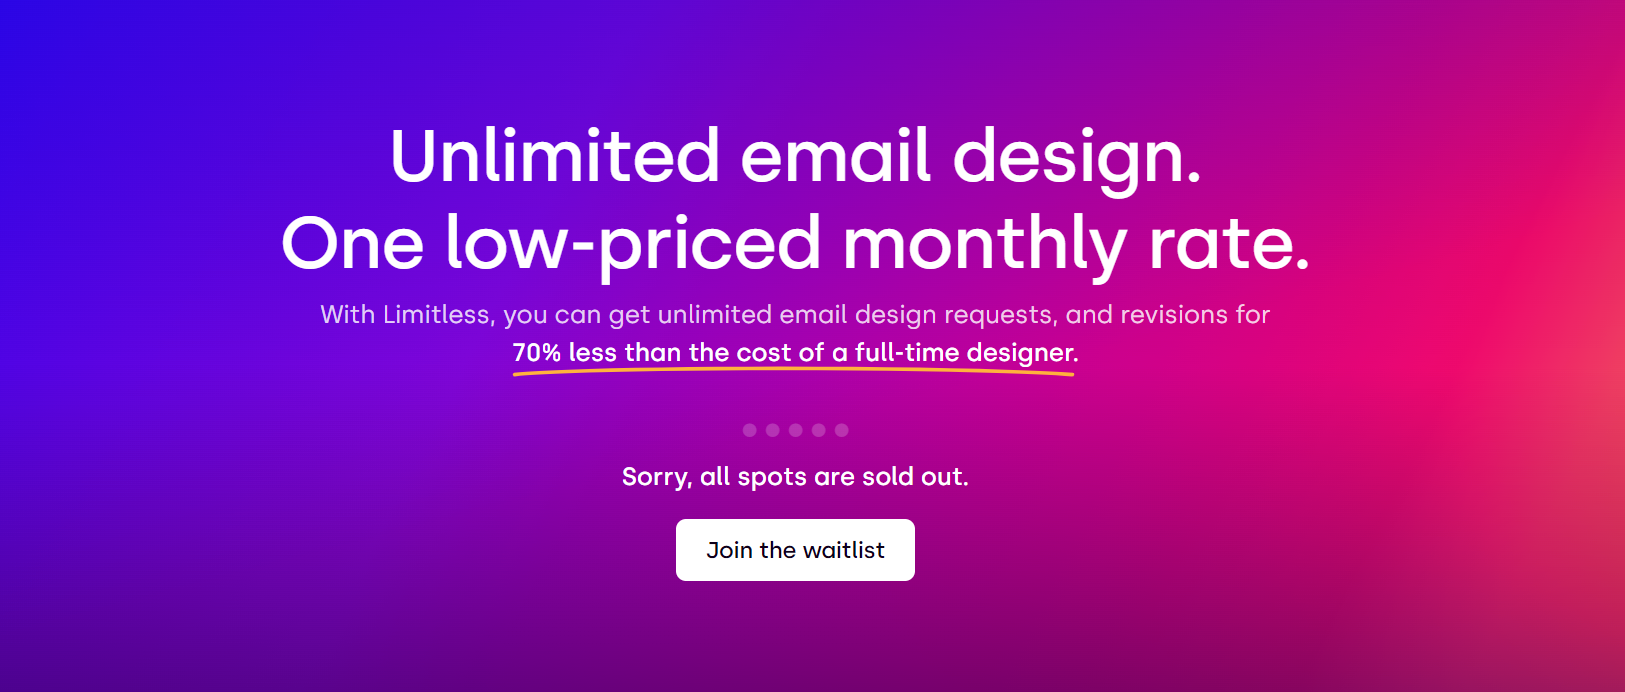 Unlimited email design.
One low-priced monthly rate.
With Limitless, you can get unlimited email design requests, and revisions for
70% less than the cost of a full-time designer.
Sorry, all spots are sold out.
Join the waitlist